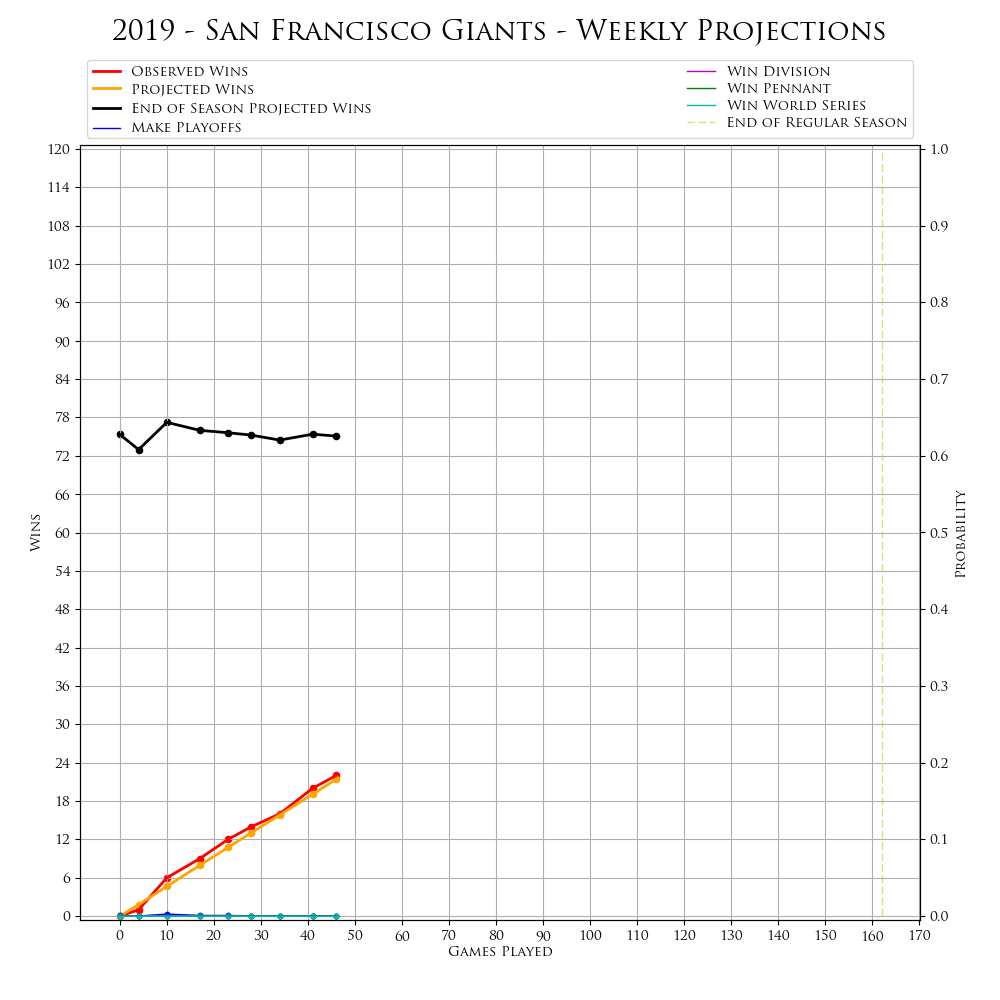 2019 - San Francisco Giants - Weekly Projections
Observed Wins
Projected Wins
End of Season Projected Wins
Make Playoffs
Win Division
Win Pennant
Win World Series
End of Regular Season
120
114
108
102
96
90
84
78
72
66
60
54
48
42
36
30
24
18
12
6
0
Wins
1.0
0.9
0.8
0.7
0.6
0.5
0.4
0.3
0.2
0.1
0.0
Probability
0 10 20 30 40 50 60 70 80 90 100 110 120 130 140 150 160 170
Games Played